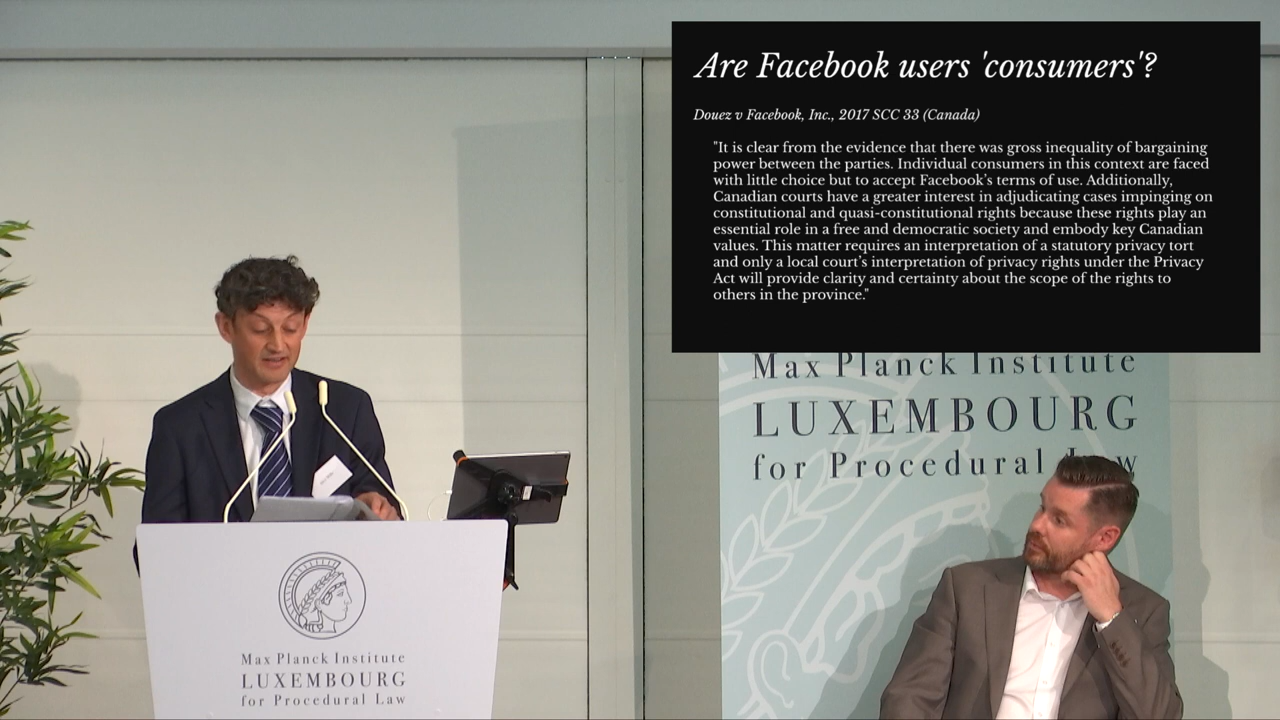 Are Facebook users 'consumers'?
Douez v Facebook, Inc., 2017 SCC 33 (Canada)
"It is clear from the evidence that there was gross inequality of bargaining
power between the parties. Individual consumers in this context are faced
with little choice but to accept Facebook's terms of use. Additionally,
Canadian courts have a greater interest in adjudicating cases impinging on
constitutional and quasi-constitutional rights because these rights play an
essential role in a free and democratic society and embody key Canadian
values. This matter requires an interpretation of a statutory privacy tort
and only a local court's interpretation of privacy rights under the Privacy
Act will provide clarity and certainty about the scope of the rights to
others in the province."
Max Planck Institute
LUXEMBOURG
for Procedural Law
Max Planck Institute
LUXEMBOURG
for Procedural Law